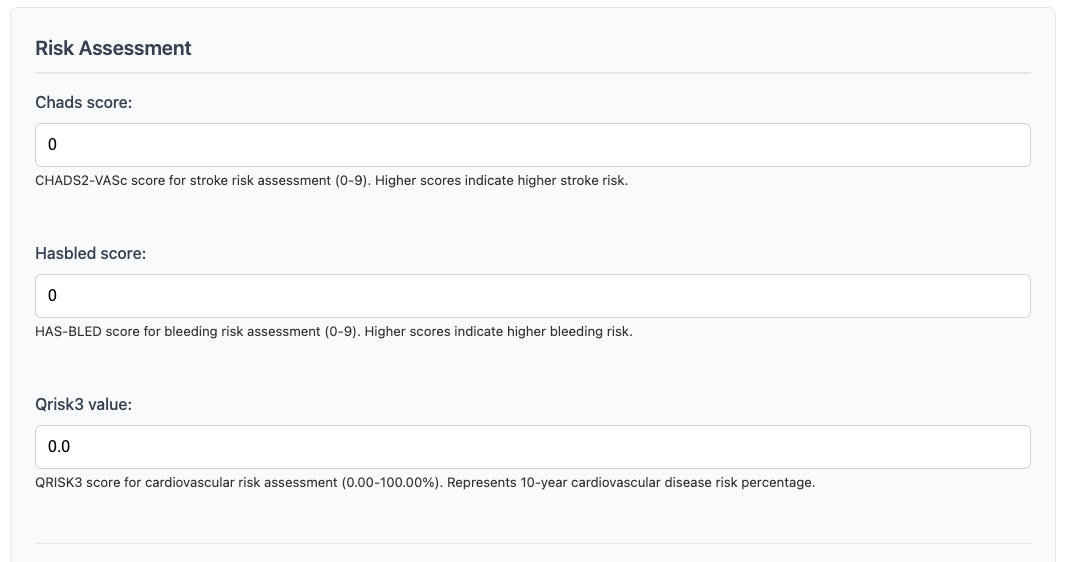 Risk Assessment
Chads score:
0
CHADS2-VASc score for stroke risk assessment (0-9). Higher scores indicate higher stroke risk.
Hasbled score:
0
HAS-BLED score for bleeding risk assessment (0-9). Higher scores indicate higher bleeding risk.
Qrisk3 value:
0.0
QRISK3 score for cardiovascular risk assessment (0.00-100.00%). Represents 10-year cardiovascular disease risk percentage.